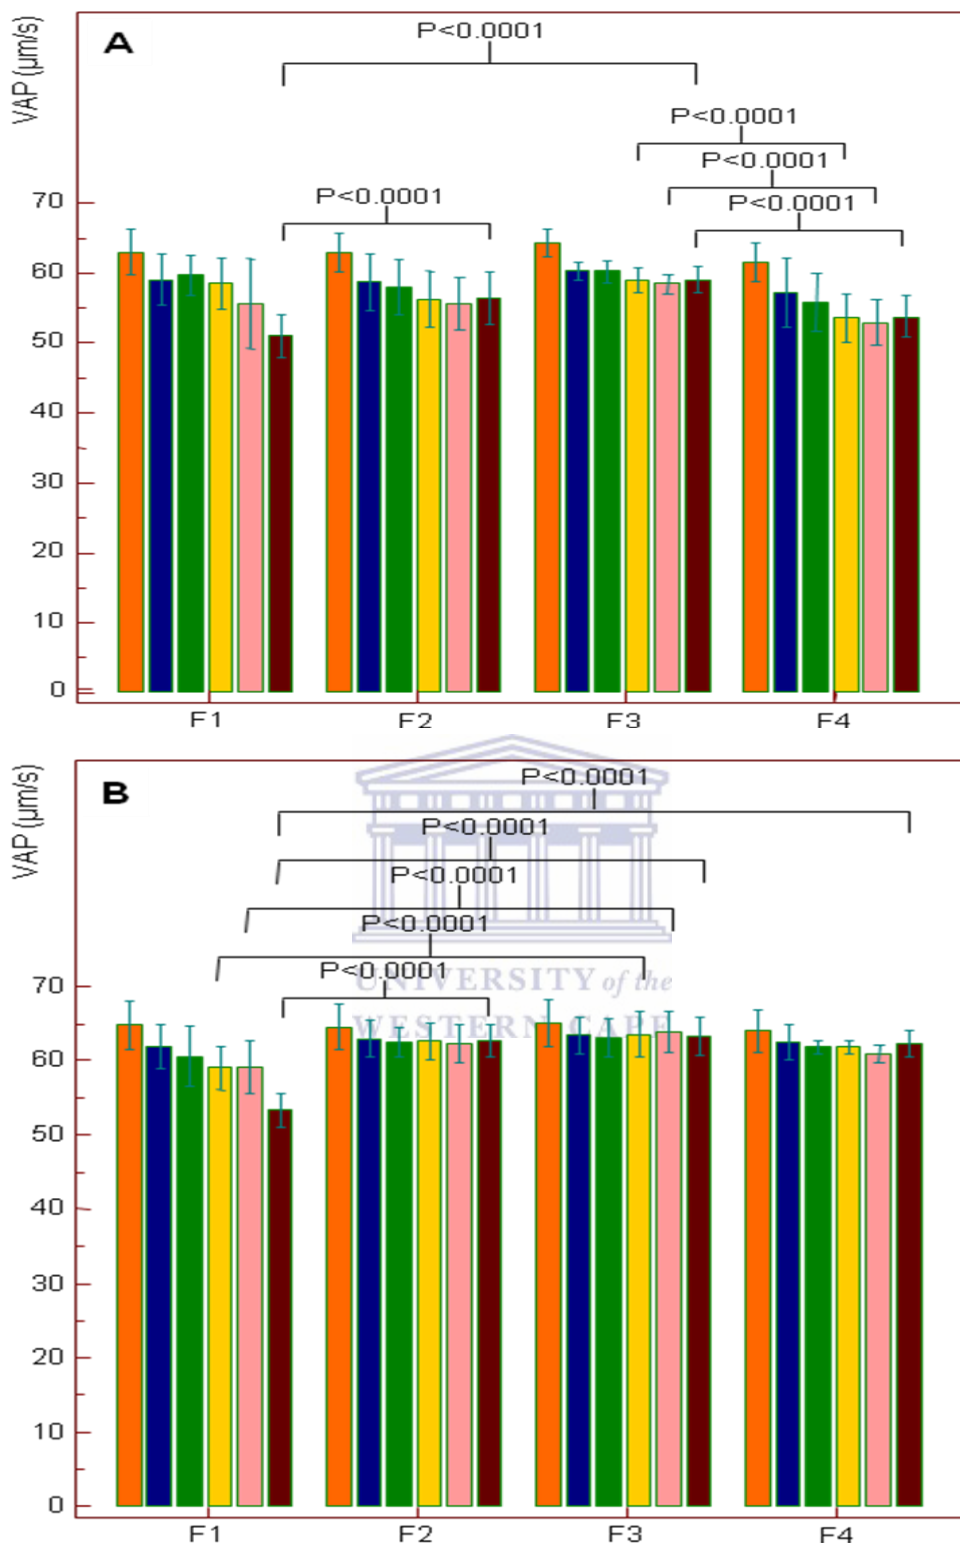 A
VAP (µm/s)
P<0.0001
P<0.0001
P<0.0001
P<0.0001
P<0.0001
70
60
50
40
30
20
10
0
F1 F2 F3 F4
B
VAP (µm/s)
P<0.0001
P<0.0001
P<0.0001
P<0.0001
P<0.0001
UNIVERSITY of the
WESTERN CAPE
70
60
50
40
30
20
10
0
F1 F2 F3 F4